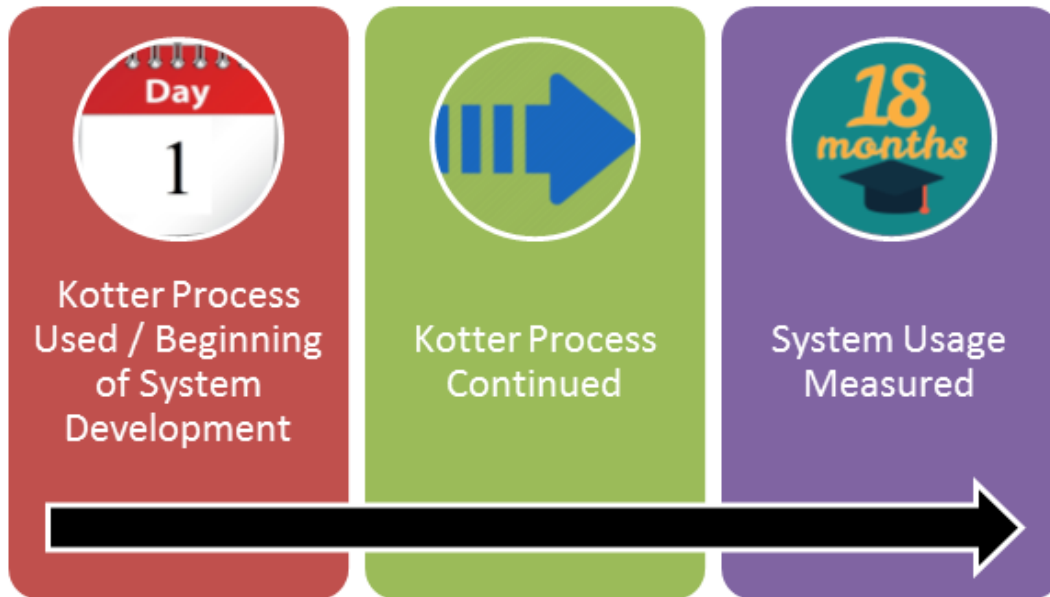 Day
1
Kotter Process
Used / Beginning
of System
Development
Kotter Process
Continued
18
months
System Usage
Measured